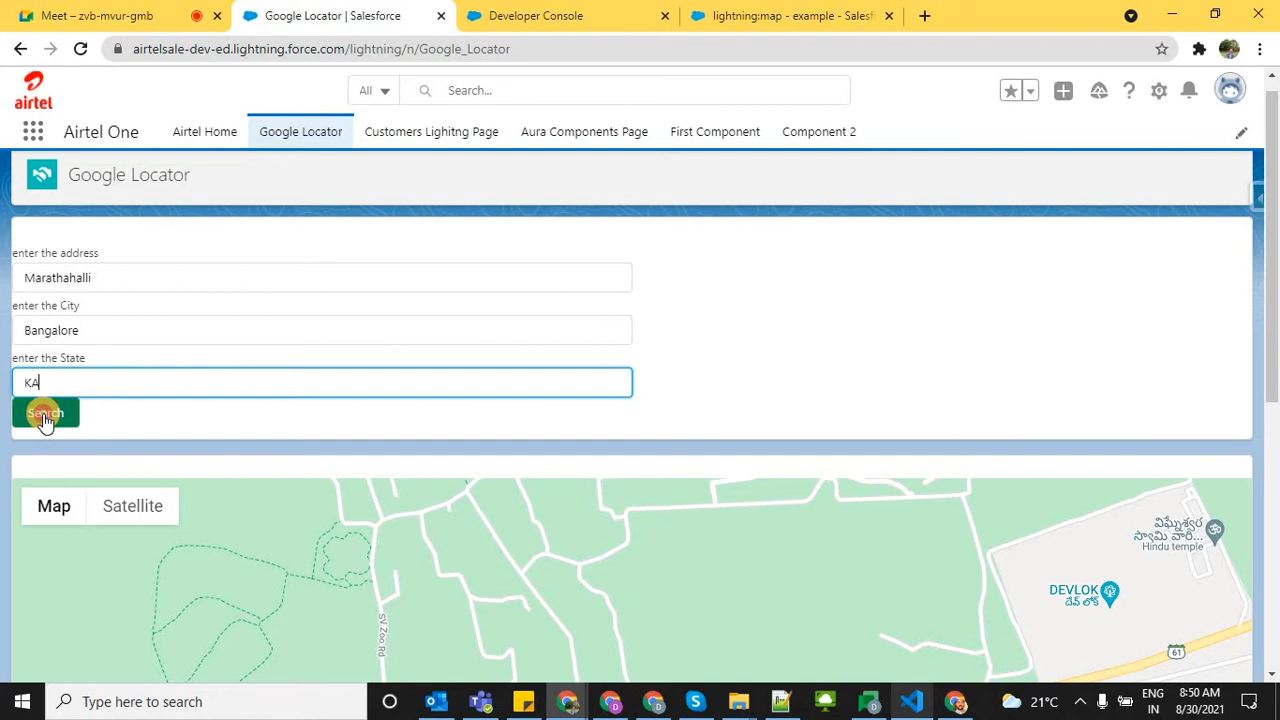 Meet – zvb-mvur-gmb
Google Locator | Salesforce
Developer Console
lightning:map - example - Salesf
airtelsale-dev-ed.lightning.force.com/lightning/n/Google_Locator
airtel
All
Search...
Airtel One
Airtel Home
Google Locator
Customers Lighitng Page
Aura Components Page
First Component
Component 2
Google Locator
enter the address
Marathahalli
enter the City
Bangalore
enter the State
KA
Search
Map
Satellite
విఘ్నేశ్వర
స్వామి వారి...
Hindu temple
DEVLOK
దేవ్ లోక్
SV Zoo Rd
61
Type here to search
21°C
ENG
IN
8:50 AM
8/30/2021